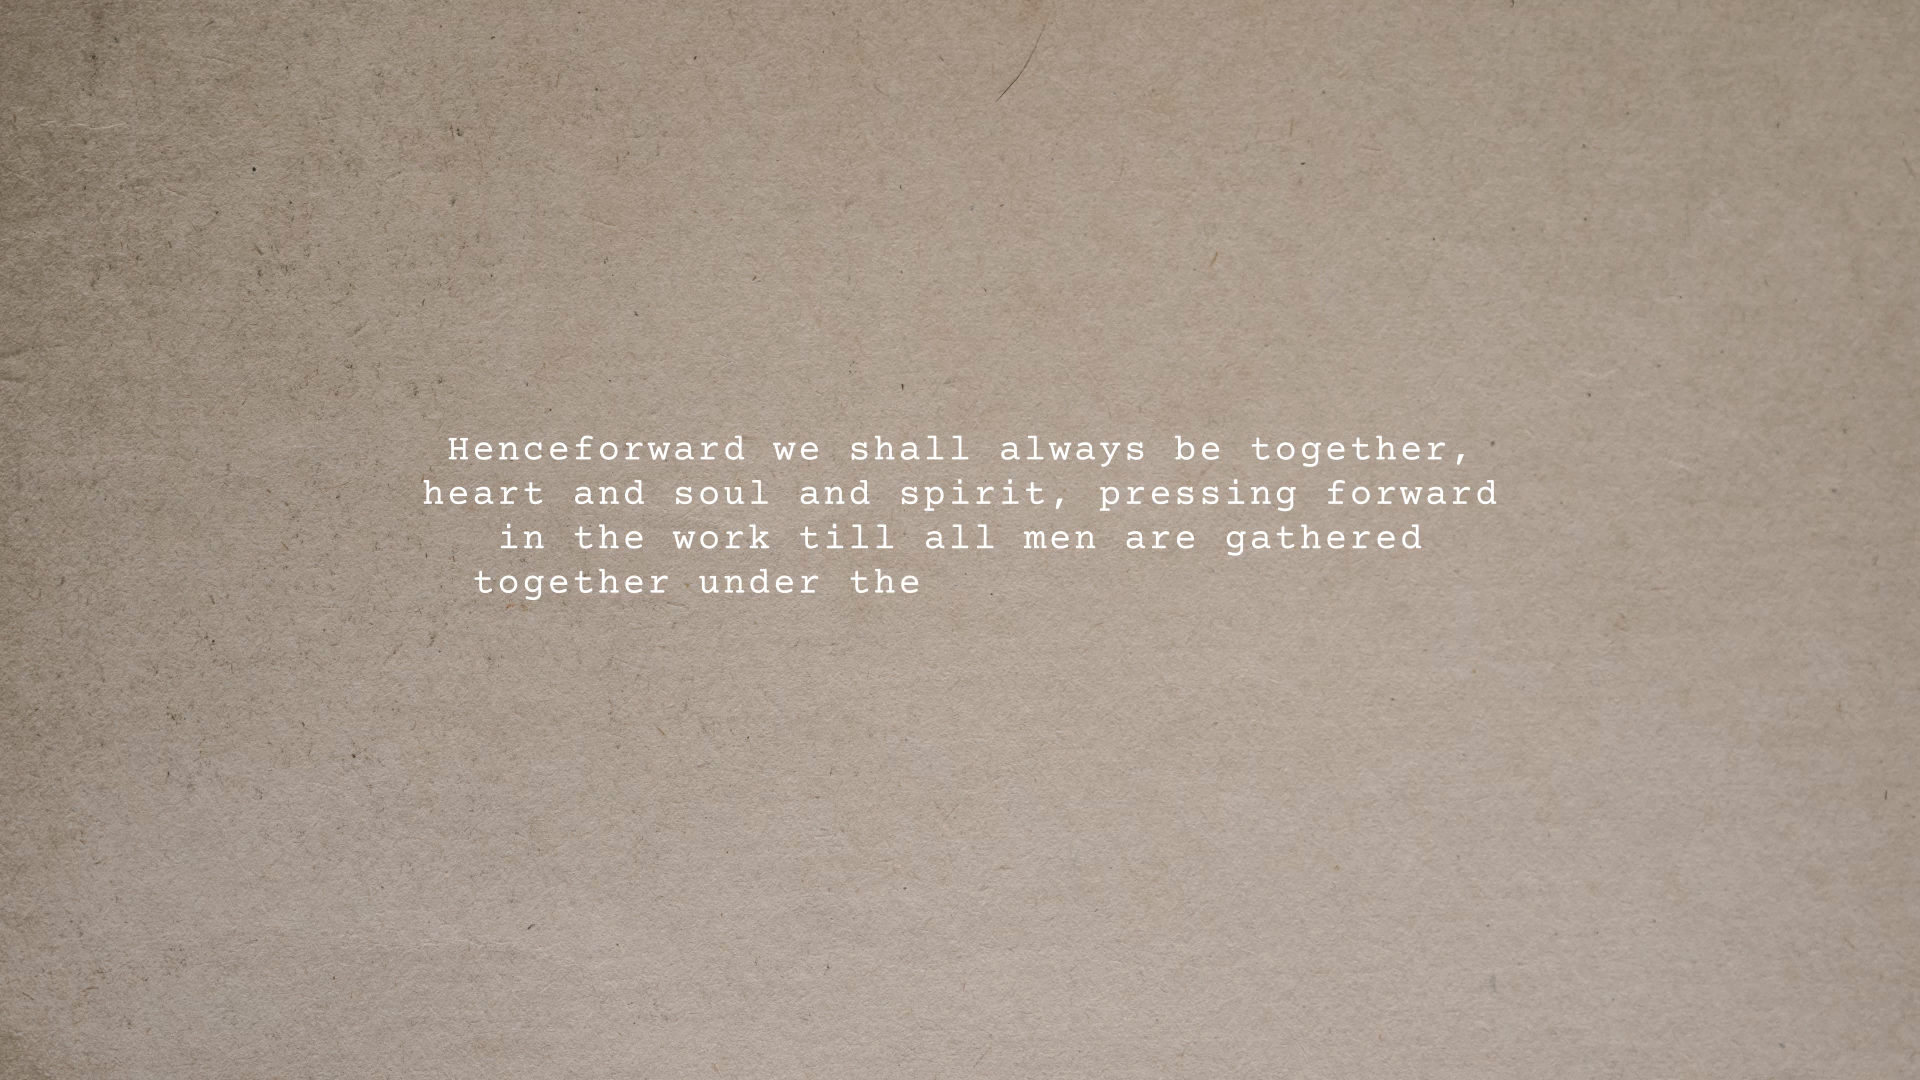 Henceforward we shall always be together,
heart and soul and spirit, pressing forward
in the work till all men are gathered
together under the